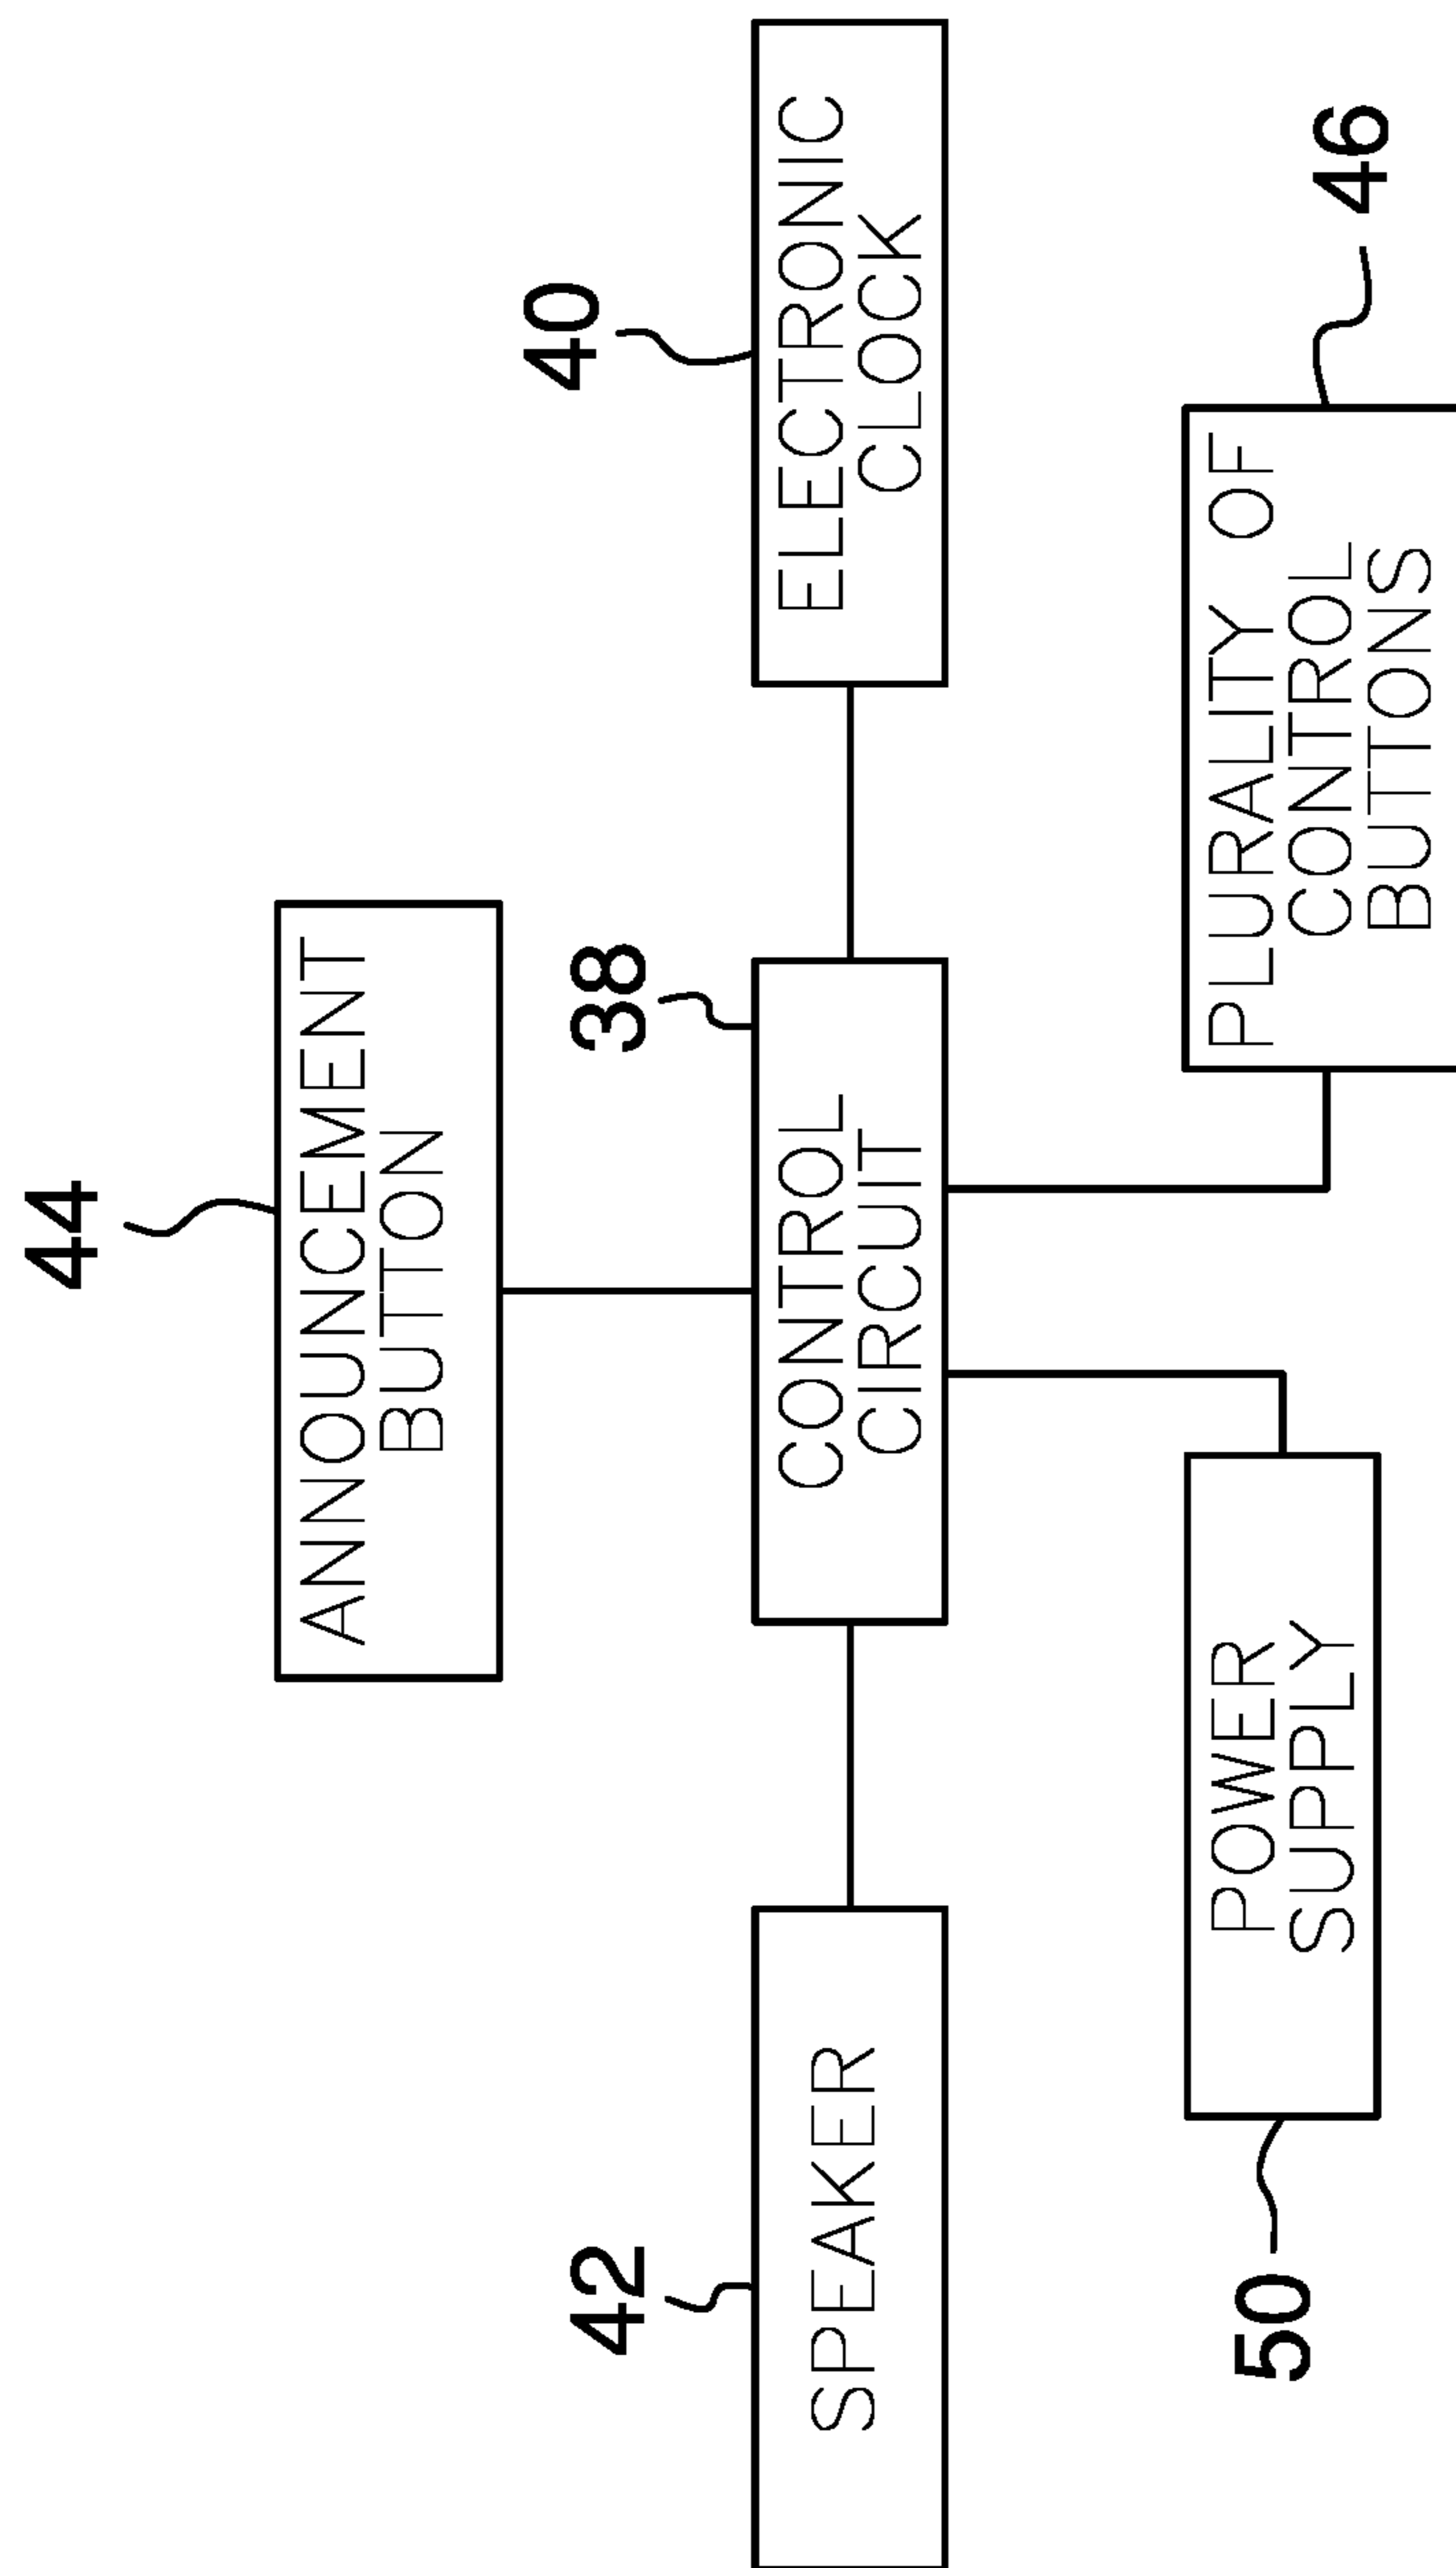 44
ANNOUNCEMENT
BUTTON
42
38
40
SPEAKER
CONTROL
CIRCUIT
ELECTRONIC
CLOCK
50
POWER
SUPPLY
PLURALITY OF
CONTROL
BUTTONS
46